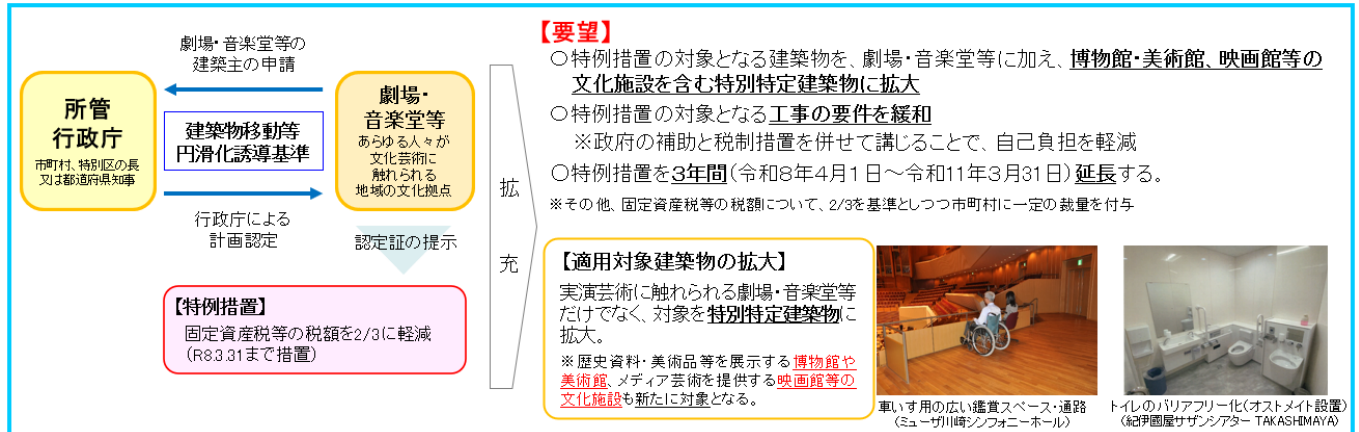 劇場・音楽堂等の
建築主の申請
所管
行政庁
市町村、特別区の長
又は都道府県知事
建築物移動等
円滑化誘導基準
劇場・
音楽堂等
あらゆる人々が
文化芸術に
触れられる
地域の文化拠点
行政庁による
計画認定
認定証の提示
【特例措置】
固定資産税等の税額を2/3に軽減
(R8.3.31まで措置)
拡
充
【要望】
○特例措置の対象となる建築物を、劇場・音楽堂等に加え、博物館・美術館、映画館等の
文化施設を含む特別特定建築物に拡大
○特例措置の対象となる工事の要件を緩和
※政府の補助と税制措置を併せて講じることで、自己負担を軽減
○特例措置を3年間(令和8年4月1日～令和11年3月31日)延長する。
※その他、固定資産税等の税額について、2/3を基準としつつ市町村に一定の裁量を付与
【適用対象建築物の拡大】
実演芸術に触れられる劇場・音楽堂等
だけでなく、対象を特別特定建築物に
拡大。
※歴史資料・美術品等を展示する博物館や
美術館、メディア芸術を提供する映画館等の
文化施設も新たに対象となる。
車いす用の広い鑑賞スペース・通路
(ミューザ川崎シンフォニーホール)
トイレのバリアフリー化(オストメイト設置)
(紀伊國屋サザンシアター TAKASHIMAYA)